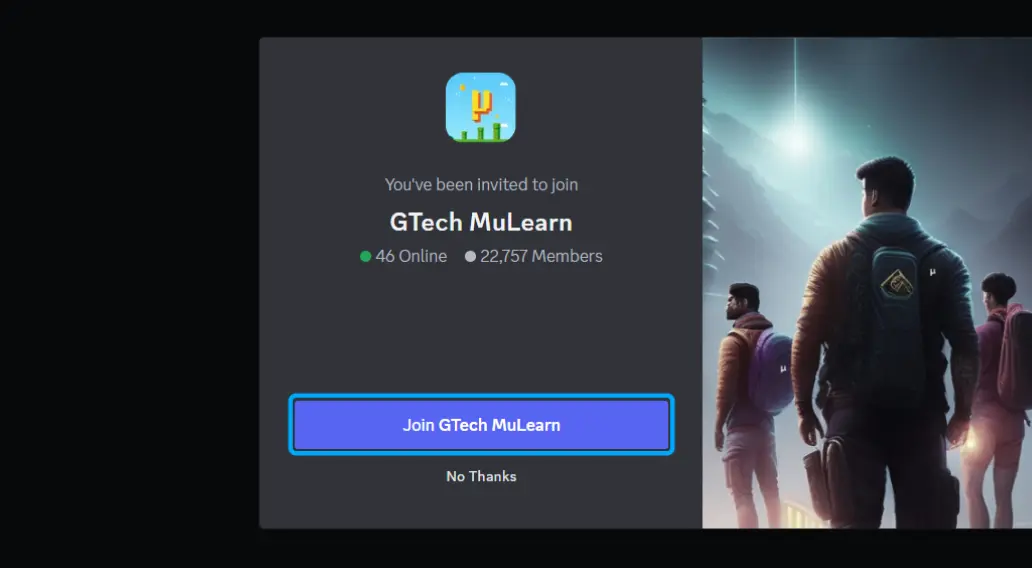 μ
You've been invited to join
GTech MuLearn
46 Online 22,757 Members
Join GTech MuLearn
No Thanks
μ
μ